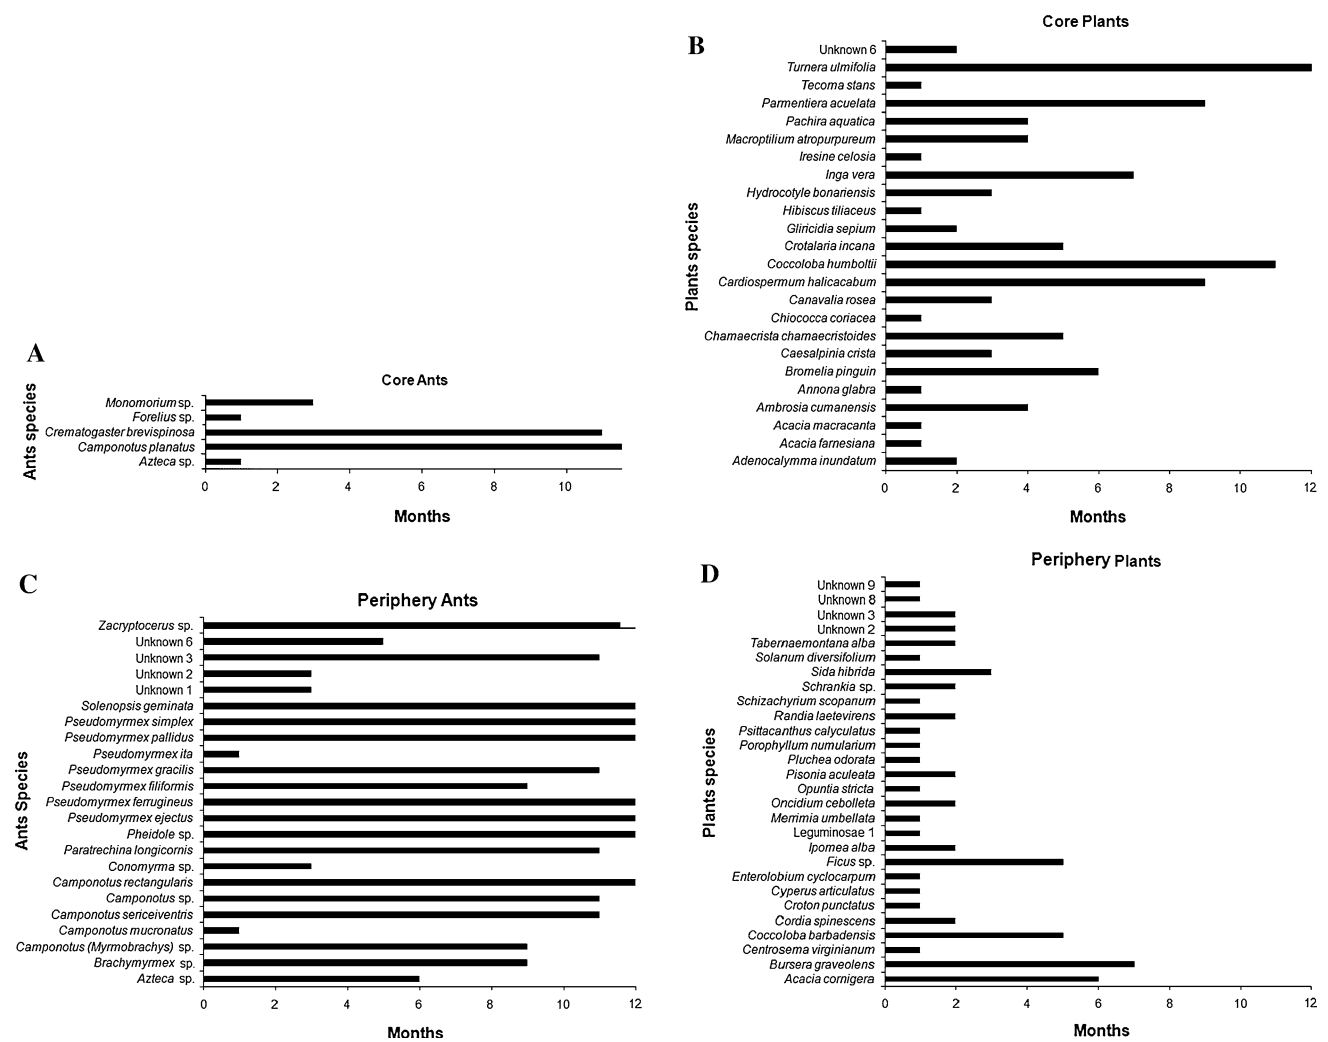 A
Core Ants
Ants species
Monomorium sp.
Forelius sp.
Crematogaster brevispinosa
Camponotus planatus
Azteca sp.
0 2 4 6 8 10
Months
B
Core Plants
Plants species
Unknown 6
Turnera ulmifolia
Tecoma stans
Parmentiera acuelata
Pachira aquatica
Macroptilium atropurpureum
Iresine celosia
Inga vera
Hydrocotyle bonariensis
Hibiscus tiliaceus
Gliricidia sepium
Crotalaria incana
Coccoloba humboltii
Cardiospermum halicacabum
Canavalia rosea
Chiococca coriacea
Chamaecrista chamaecristoides
Caesalpinia crista
Bromelia pinguin
Annona glabra
Ambrosia cumanensis
Acacia macracanta
Acacia farnesiana
Adenocalymma inundatum
0 2 4 6 8 10 12
Months
C
Periphery Ants
Ants Species
Zacryptocerus sp.
Unknown 6
Unknown 3
Unknown 2
Unknown 1
Solenopsis geminata
Pseudomyrmex simplex
Pseudomyrmex pallidus
Pseudomyrmex ita
Pseudomyrmex gracilis
Pseudomyrmex filiformis
Pseudomyrmex ferrugineus
Pseudomyrmex ejectus
Pheidole sp.
Paratrechina longicornis
Conomyrma sp.
Camponotus rectangularis
Camponotus sp.
Camponotus sericeiventris
Camponotus mucronatus
Camponotus (Myrmobrachys) sp.
Brachymyrmex sp.
Azteca sp.
0 2 4 6 8 10 12
Months
D
Periphery Plants
Plants species
Unknown 9
Unknown 8
Unknown 3
Unknown 2
Tabernaemontana alba
Solanum diversifolium
Sida hibrida
Schrankia sp.
Schizachyrium scopanum
Randia laetevirens
Psittacanthus calyculatus
Porophyllum numularium
Pluchea odorata
Pisonia aculeata
Opuntia stricta
Oncidium cebolleta
Merrimia umbellata
Leguminosae 1
Ipomea alba
Ficus sp.
Enterolobium cyclocarpum
Cyperus articulatus
Croton punctatus
Cordia spinescens
Coccoloba barbadensis
Centrosema virginianum
Bursera graveolens
Acacia cornigera
0 2 4 6 8 10 12
Months